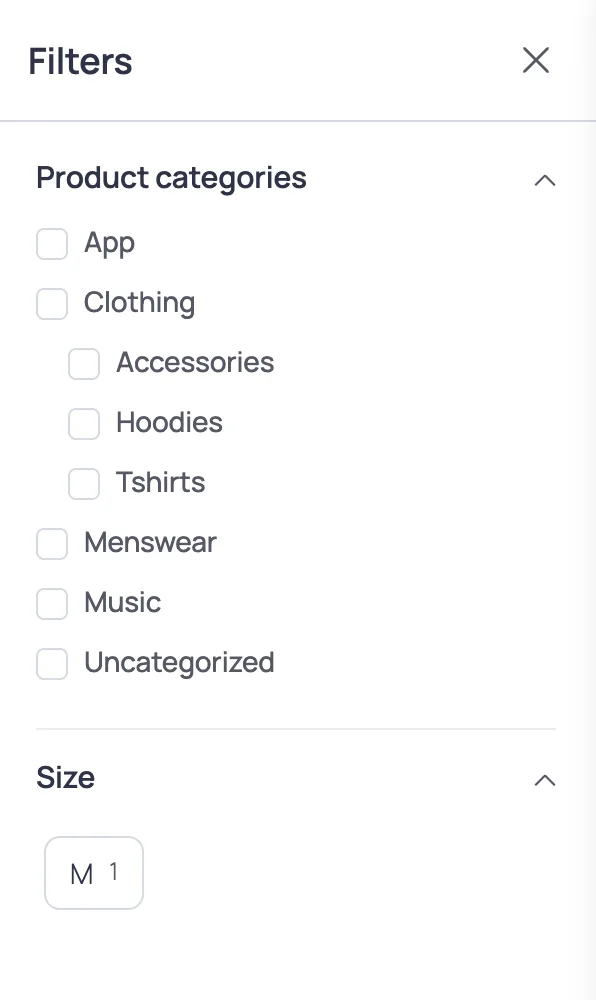 Filters
Product categories
App
Clothing
Accessories
Hoodies
Tshirts
Menswear
Music
Uncategorized
Size
M 1